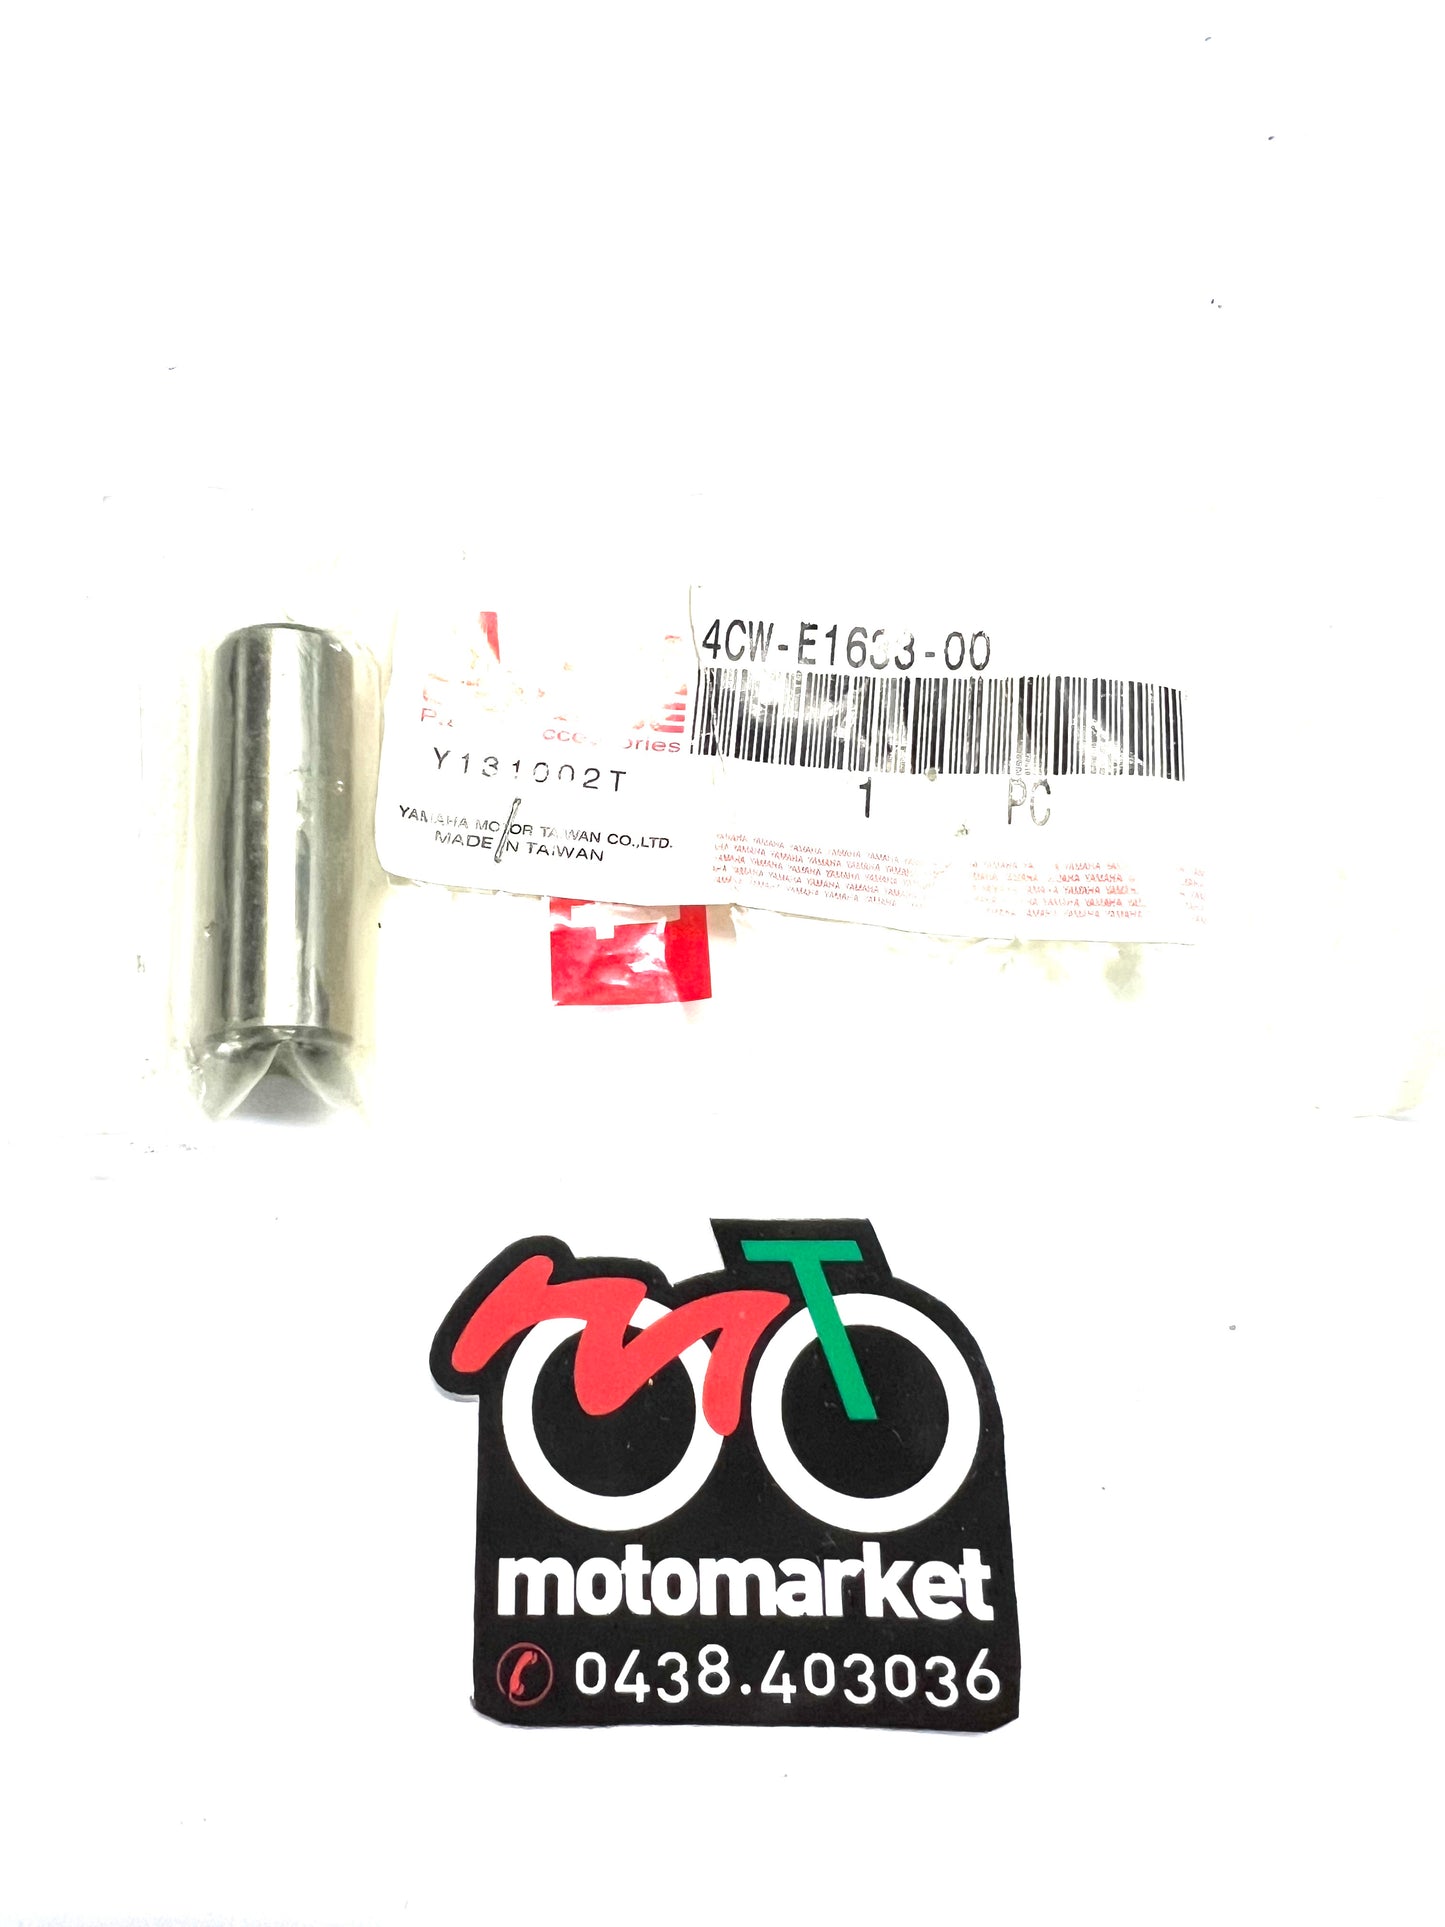 4CW-E1633-00
1 PC
Y131002T
YAMAHA MOTOR TAIWAN CO.,LTD.
MADE IN TAIWAN
motomarket
0438.403036